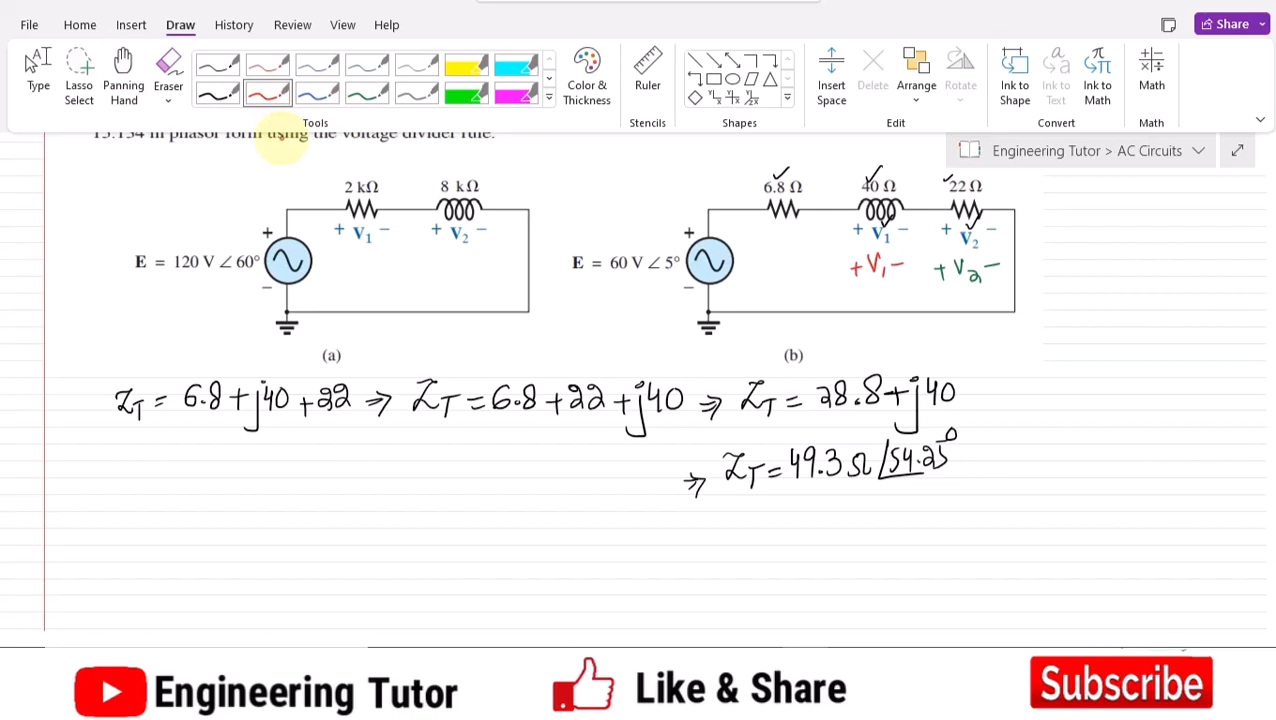 File Home Insert Draw History Review View Help
Share
Type
Lasso Select
Panning Hand
Eraser
Color & Thickness
Ruler
Insert Space
Delete
Arrange
Rotate
Ink to Shape
Ink to Text
Ink to Math
Math
Tools Stencils Shapes Edit Convert Math
15.134 in phasor form using the voltage divider rule.
Engineering Tutor > AC Circuits
2 kΩ 8 kΩ
+ V1 − + V2 −
+
E = 120 V ∠ 60°
−
(a)
6.8 Ω 40 Ω 22 Ω
+ V1 − + V2 −
+
E = 60 V ∠ 5°
−
+ V1 − + V2 −
(b)
ZT = 6.8 + j40 + 22 ⇒ ZT = 6.8 + 22 + j40 ⇒ ZT = 28.8 + j40
⇒ ZT = 49.3 Ω ∠54.25°
Engineering Tutor
Like & Share
Subscribe